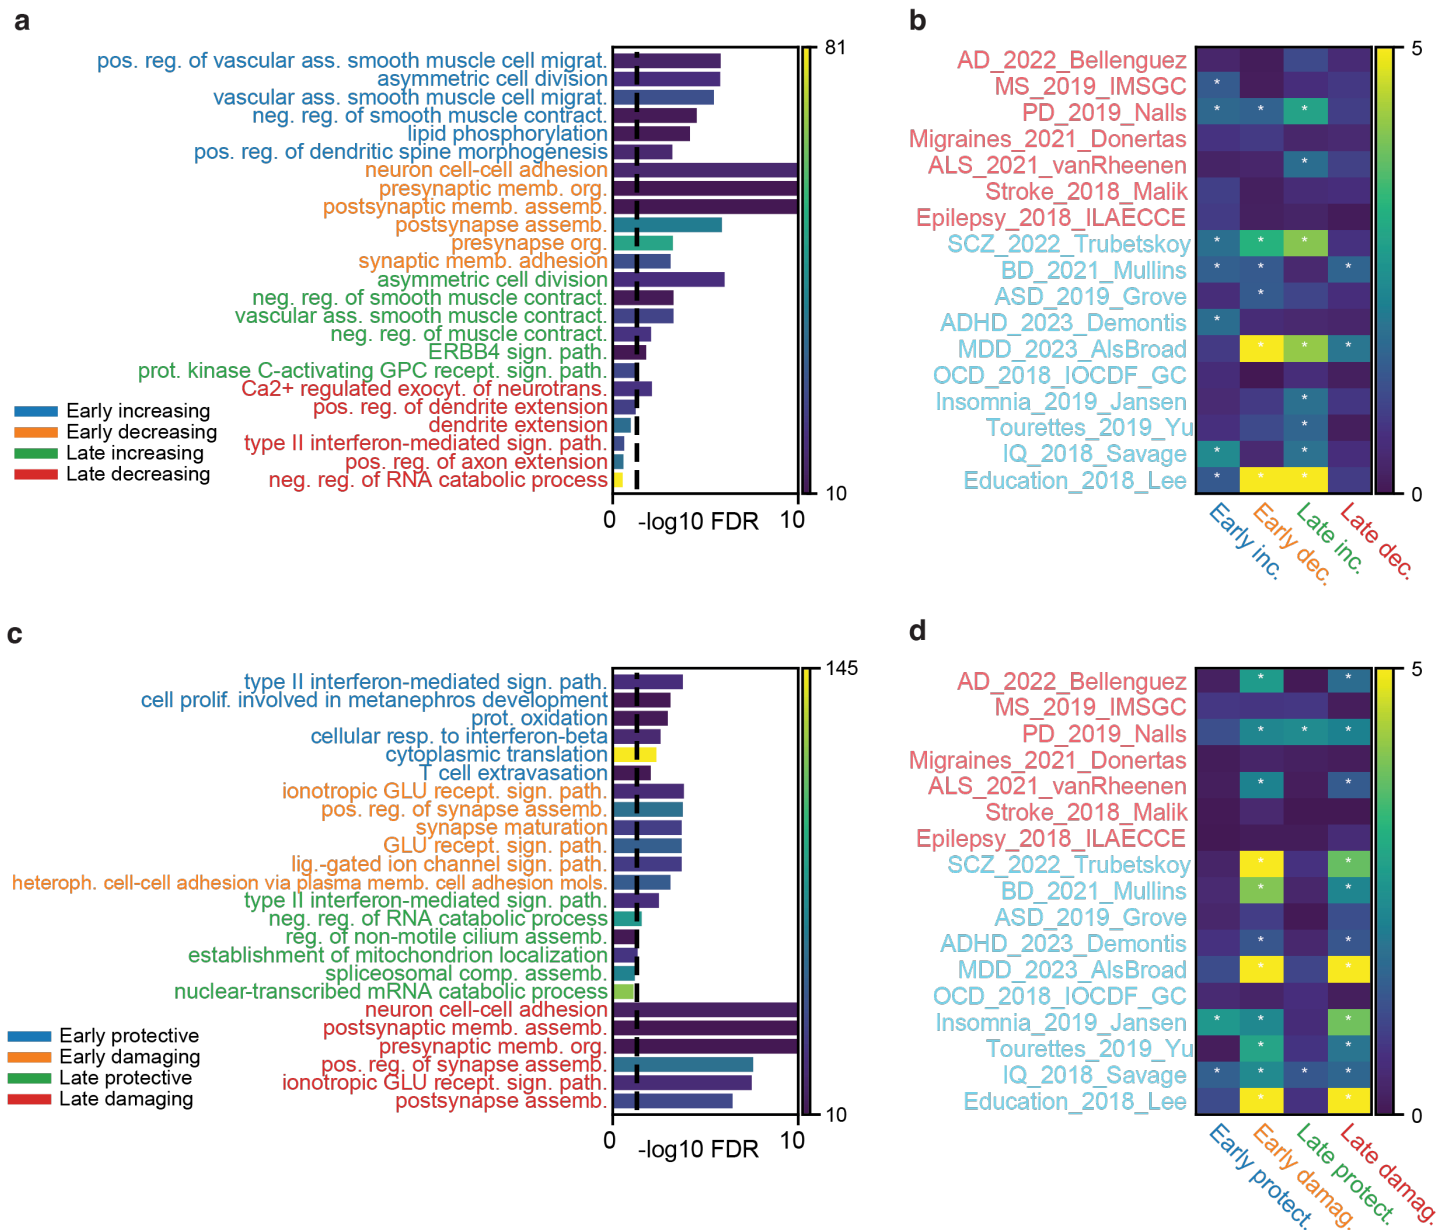 a
pos. reg. of vascular ass. smooth muscle cell migrat.
asymmetric cell division
vascular ass. smooth muscle cell migrat.
neg. reg. of smooth muscle contract.
lipid phosphorylation
pos. reg. of dendritic spine morphogenesis
neuron cell-cell adhesion
presynaptic memb. org.
postsynaptic memb. assemb.
postsynapse assemb.
presynapse org.
synaptic memb. adhesion
asymmetric cell division
neg. reg. of smooth muscle contract.
vascular ass. smooth muscle contract.
neg. reg. of muscle contract.
ERBB4 sign. path.
prot. kinase C-activating GPC recept. sign. path.
Ca2+ regulated exocyt. of neurotrans.
pos. reg. of dendrite extension
dendrite extension
type II interferon-mediated sign. path.
pos. reg. of axon extension
neg. reg. of RNA catabolic process
Early increasing
Early decreasing
Late increasing
Late decreasing
0
-log10 FDR
10
81
10
b
AD_2022_Bellenguez
MS_2019_IMSGC
PD_2019_Nalls
Migraines_2021_Donertas
ALS_2021_vanRheenen
Stroke_2018_Malik
Epilepsy_2018_ILAECCE
SCZ_2022_Trubetskoy
BD_2021_Mullins
ASD_2019_Grove
ADHD_2023_Demontis
MDD_2023_AlsBroad
OCD_2018_IOCDF_GC
Insomnia_2019_Jansen
Tourettes_2019_Yu
IQ_2018_Savage
Education_2018_Lee
Early inc.
Early dec.
Late inc.
Late dec.
5
0
c
type II interferon-mediated sign. path.
cell prolif. involved in metanephros development
prot. oxidation
cellular resp. to interferon-beta
cytoplasmic translation
T cell extravasation
ionotropic GLU recept. sign. path.
pos. reg. of synapse assemb.
synapse maturation
GLU recept. sign. path.
lig.-gated ion channel sign. path.
heteroph. cell-cell adhesion via plasma memb. cell adhesion mols.
type II interferon-mediated sign. path.
neg. reg. of RNA catabolic process
reg. of non-motile cilium assemb.
establishment of mitochondrion localization
spliceosomal comp. assemb.
nuclear-transcribed mRNA catabolic process
neuron cell-cell adhesion
postsynaptic memb. assemb.
presynaptic memb. org.
pos. reg. of synapse assemb.
ionotropic GLU recept. sign. path.
postsynapse assemb.
Early protective
Early damaging
Late protective
Late damaging
0
-log10 FDR
10
145
10
d
AD_2022_Bellenguez
MS_2019_IMSGC
PD_2019_Nalls
Migraines_2021_Donertas
ALS_2021_vanRheenen
Stroke_2018_Malik
Epilepsy_2018_ILAECCE
SCZ_2022_Trubetskoy
BD_2021_Mullins
ASD_2019_Grove
ADHD_2023_Demontis
MDD_2023_AlsBroad
OCD_2018_IOCDF_GC
Insomnia_2019_Jansen
Tourettes_2019_Yu
IQ_2018_Savage
Education_2018_Lee
Early protect.
Early damag.
Late protect.
Late damag.
5
0